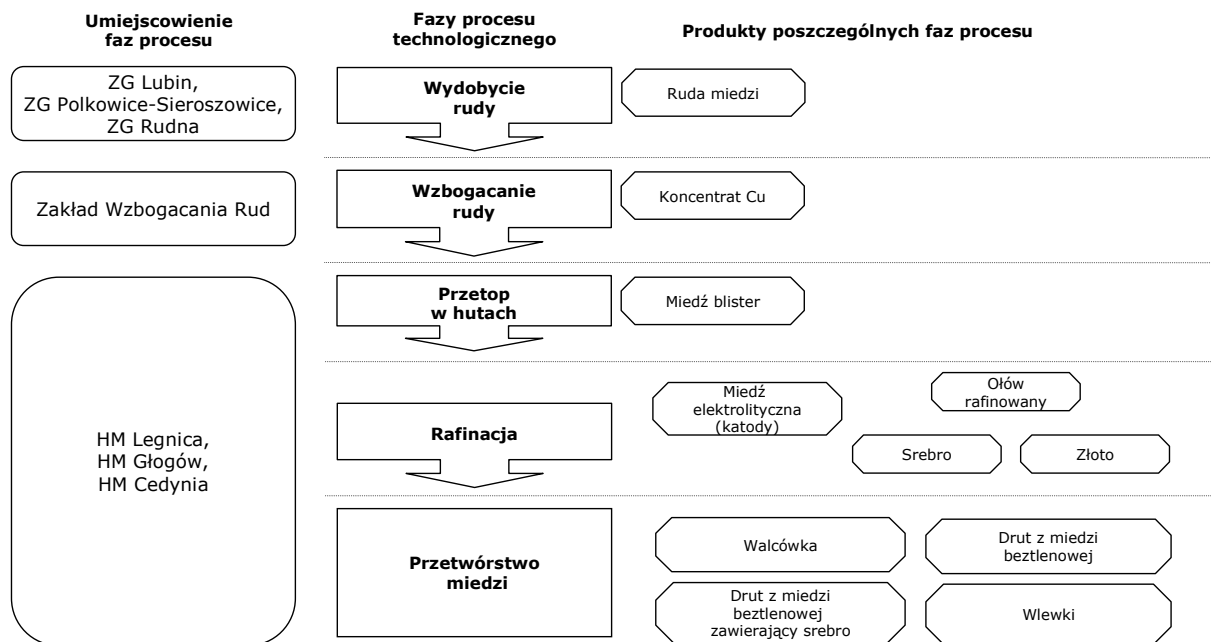 Umiejscowienie
faz procesu
Fazy procesu
technologicznego
Produkty poszczególnych faz procesu
ZG Lubin,
ZG Polkowice-Sieroszowice,
ZG Rudna
Wydobycie
rudy
Ruda miedzi
Zakład Wzbogacania Rud
Wzbogacanie
rudy
Koncentrat Cu
HM Legnica,
HM Głogów,
HM Cedynia
Przetop
w hutach
Miedź blister
Rafinacja
Miedź
elektrolityczna
(katody)
Ołów
rafinowany
Srebro
Złoto
Przetwórstwo
miedzi
Walcówka
Drut z miedzi
beztlenowej
Drut z miedzi
beztlenowej
zawierający srebro
Wlewki